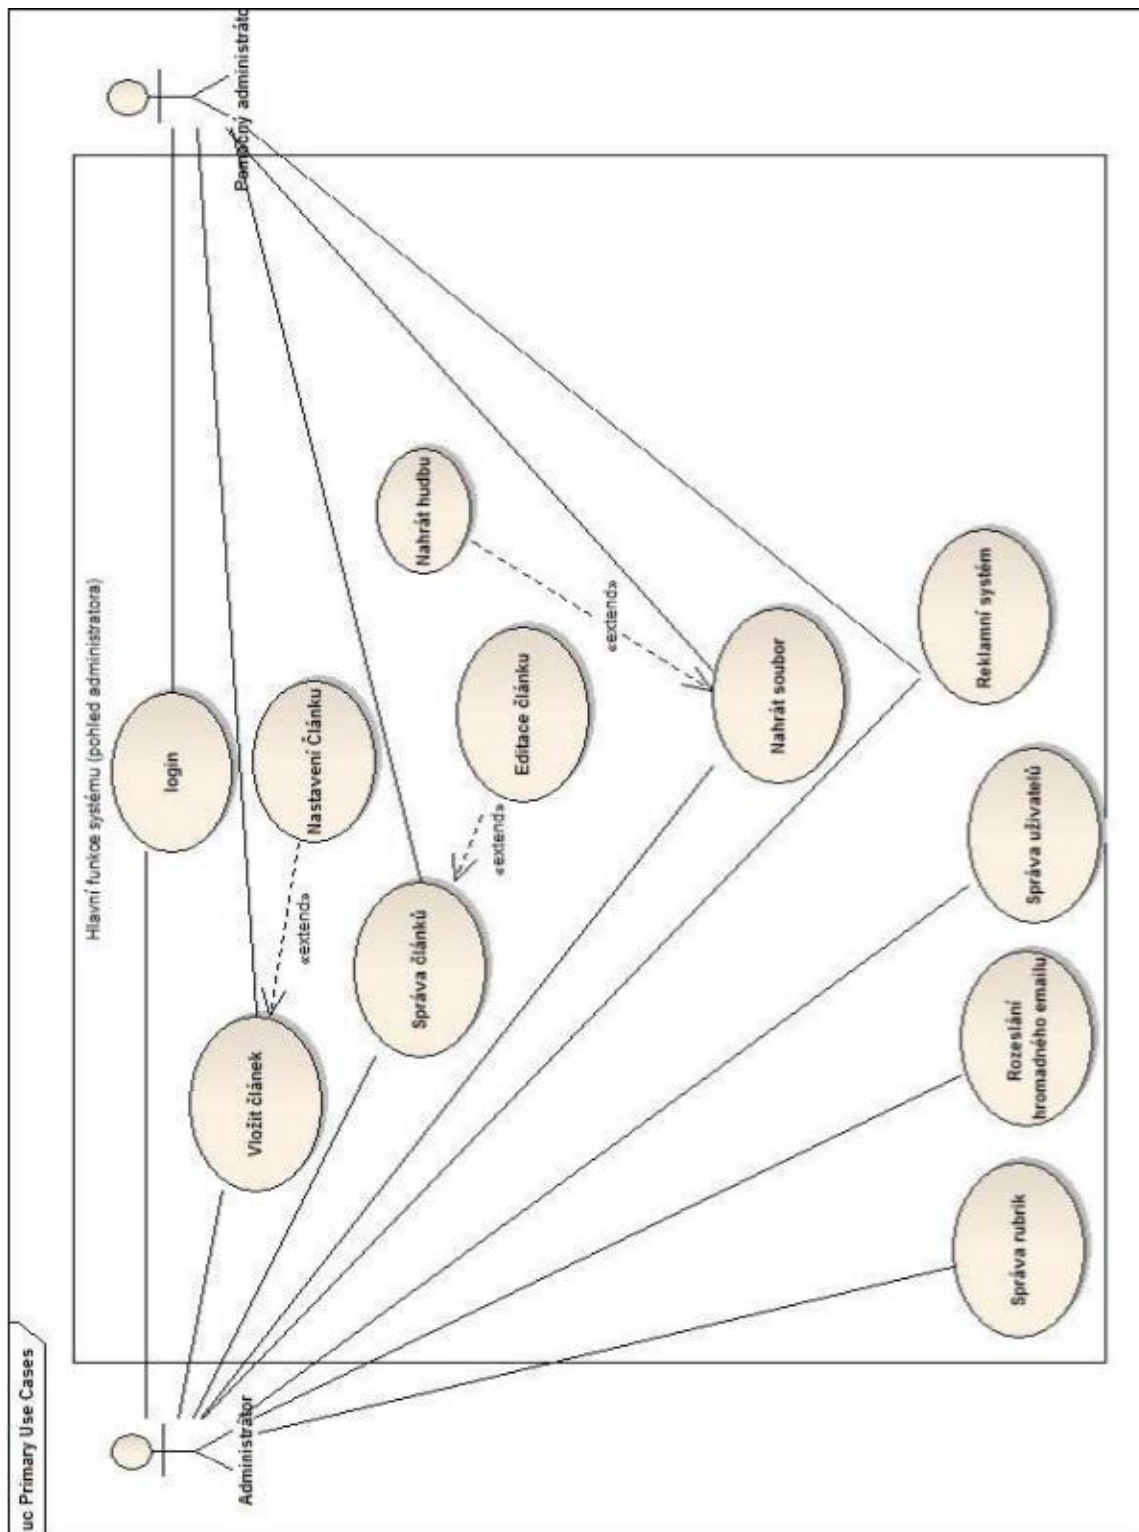 uc Primary Use Cases
Hlavní funkce systému (pohled administratora)
Administrátor
Pomocný administráto
login
Vložit článek
«extend»
Nastavení Článku
Správa článků
«extend»
Editace článku
Nahrát hudbu
«extend»
Nahrát soubor
Reklamní systém
Správa uživatelů
Rozeslání
hromadného emailu
Správa rubrik